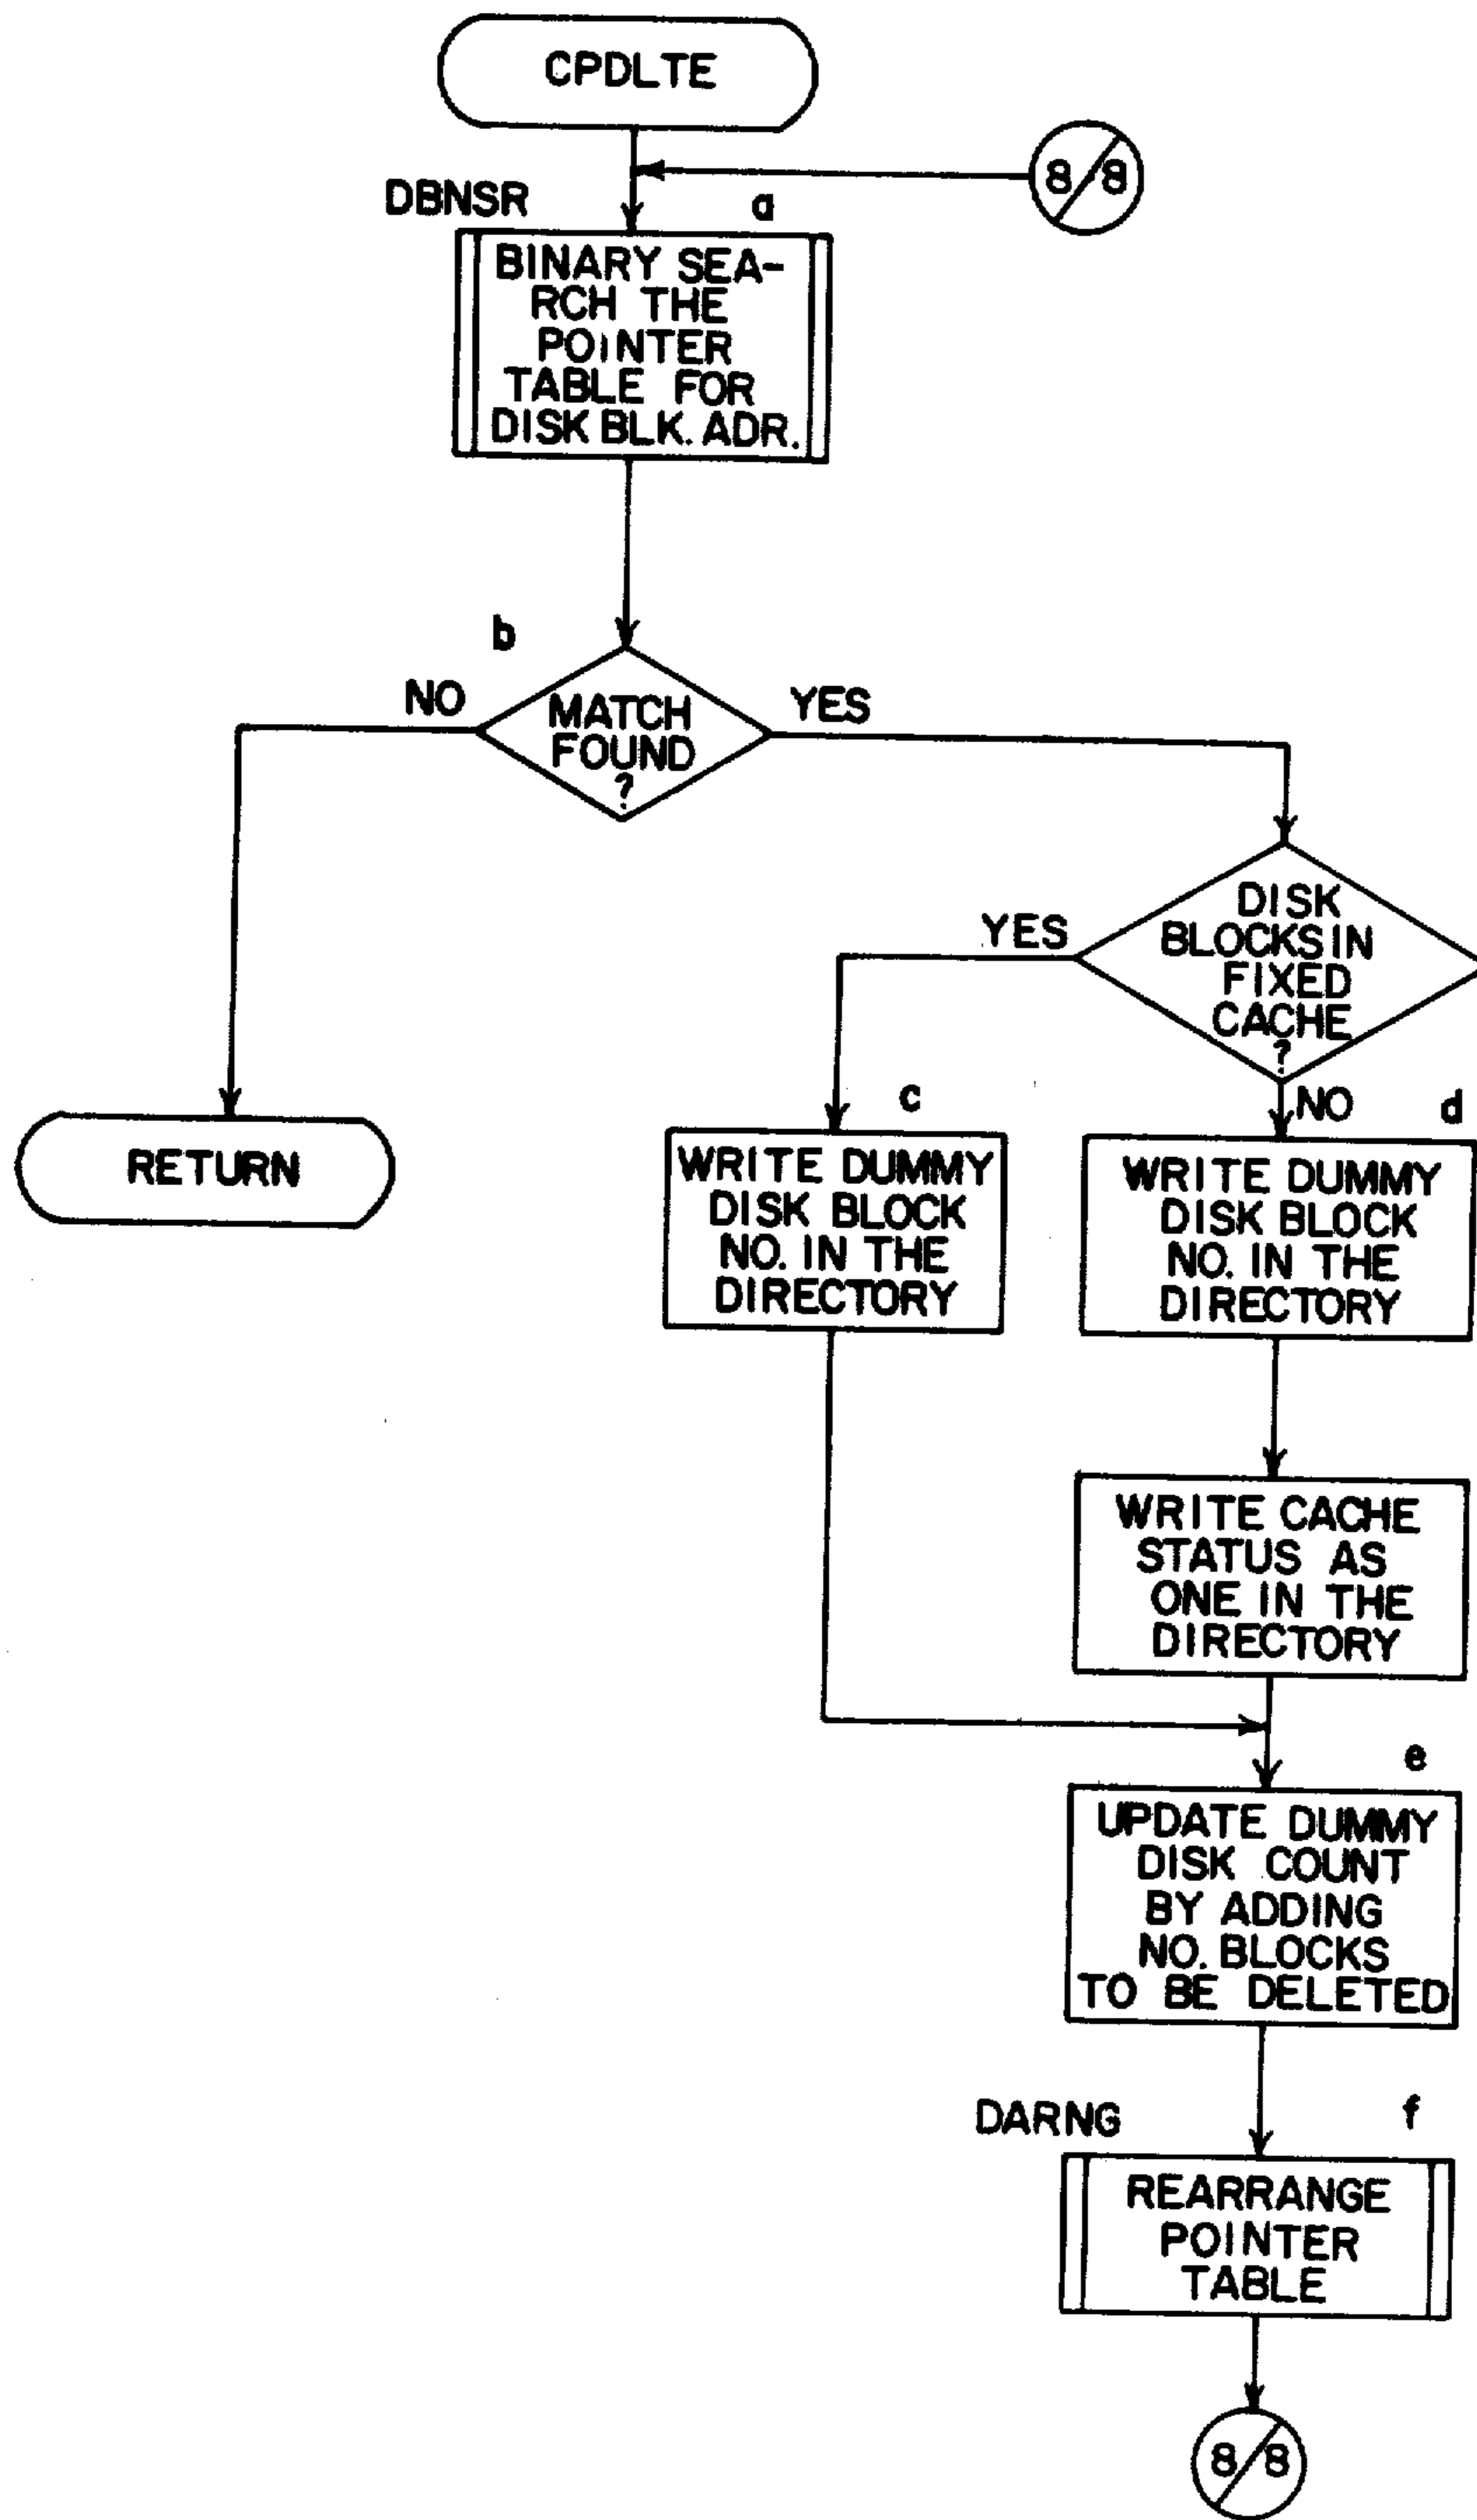 CPDLTE
8/8
DBNSR
a
BINARY SEA-
RCH THE
POINTER
TABLE FOR
DISK BLK. ADR.
b
NO
MATCH
FOUND
?
YES
DISK
BLOCKS IN
FIXED
CACHE
?
YES
NO
c
d
RETURN
WRITE DUMMY
DISK BLOCK
NO. IN THE
DIRECTORY
WRITE DUMMY
DISK BLOCK
NO. IN THE
DIRECTORY
WRITE CACHE
STATUS AS
ONE IN THE
DIRECTORY
e
UPDATE DUMMY
DISK COUNT
BY ADDING
NO. BLOCKS
TO BE DELETED
DARNG
f
REARRANGE
POINTER
TABLE
8/8